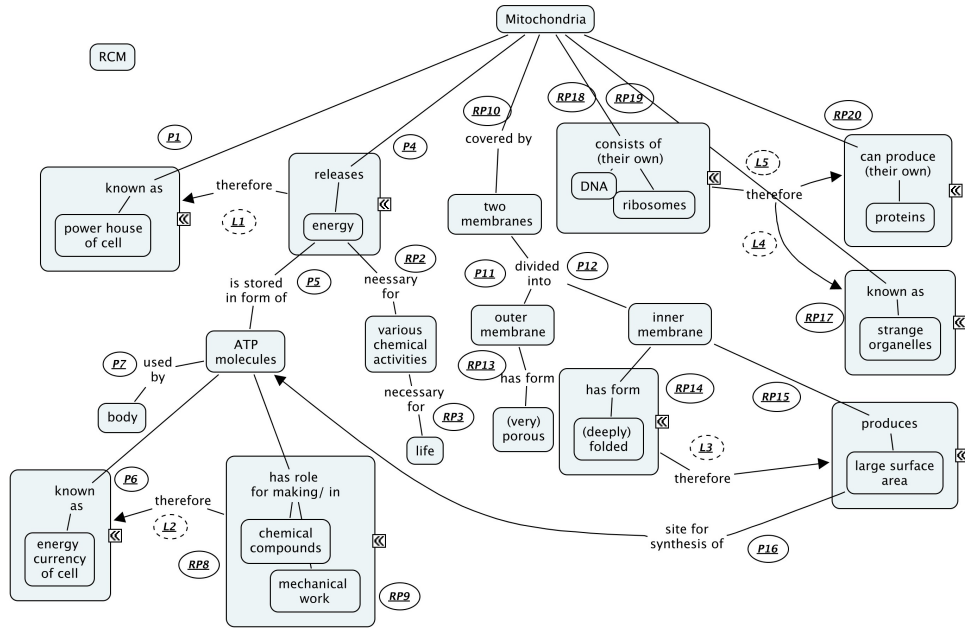 Mitochondria
RCM
RP18
RP19
RP10
RP20
P1
P4
covered by
consists of
(their own)
can produce
(their own)
L5
releases
known as
therefore
DNA
ribosomes
therefore
two
membranes
proteins
L1
energy
power house
of cell
L4
RP2
P12
P11
divided
into
is stored
in form of
P5
neessary
for
known as
RP17
outer
membrane
inner
membrane
various
chemical
activities
strange
organelles
ATP
molecules
P7
used
by
RP13
has form
has form
RP14
RP15
necessary
for
RP3
body
(very)
porous
(deeply)
folded
produces
L3
life
large surface
area
P6
has role
for making/ in
therefore
known
as
therefore
L2
chemical
compounds
site for
synthesis of
P16
energy
currency
of cell
RP8
mechanical
work
RP9